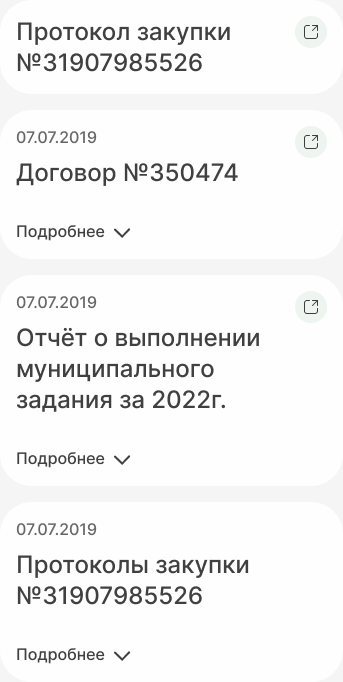 Протокол закупки
№31907985526
07.07.2019
Договор №350474
Подробнее
07.07.2019
Отчёт о выполнении
муниципального
задания за 2022г.
Подробнее
07.07.2019
Протоколы закупки
№31907985526
Подробнее